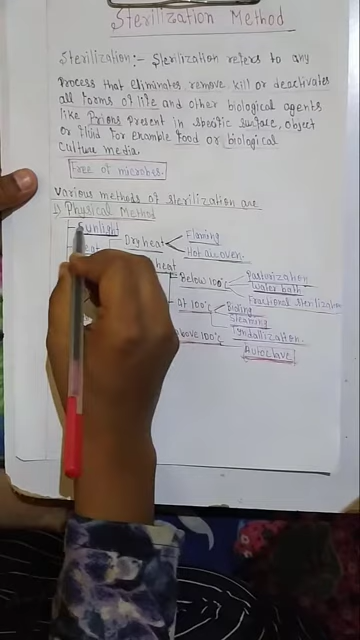 Sterilization Method
Sterilization:- Sterilization refers to any
process that eliminates remove kill or deactivates
all forms of life and other biological agents
like Prions present in specific surface, object
or fluid for example food or biological
culture media.
Free of microbes.
Various methods of sterilization are
1) Physical Method
Sunlight
Heat
Dry heat
Flaming
Hot air oven.
heat
Below 100°c
Pasturization
Water bath
Fractional sterilization
At 100°c
Boiling
Steaming
Tyndallization.
Above 100°c
Autoclave